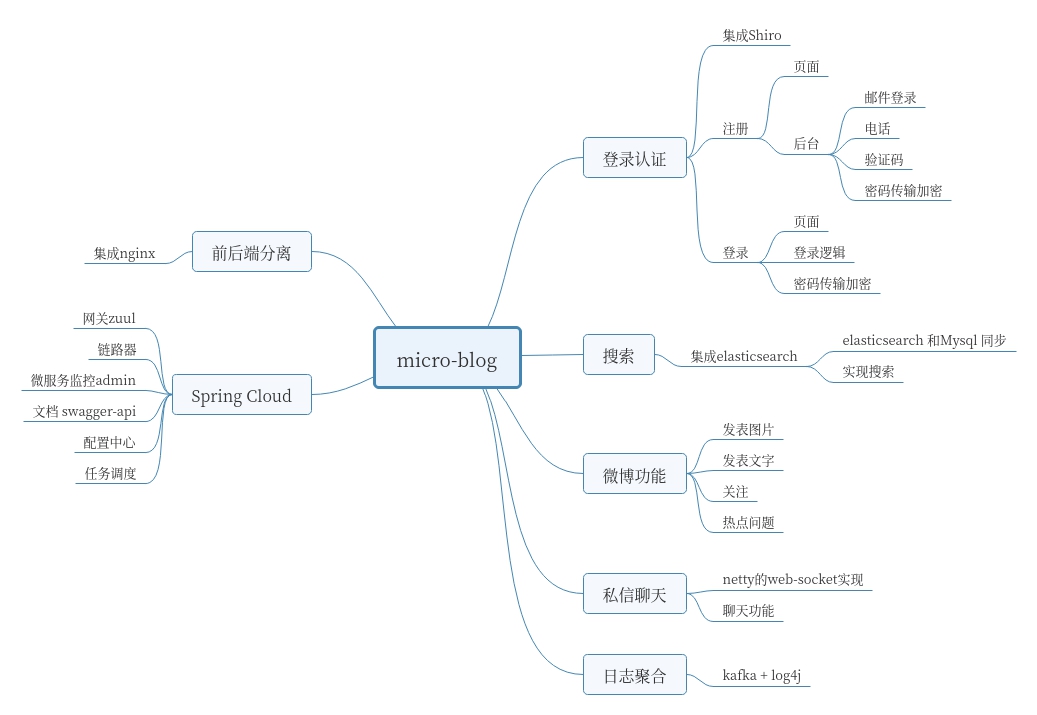 micro-blog
登录认证
集成Shiro
注册
页面
后台
邮件登录
电话
验证码
密码传输加密
登录
页面
登录逻辑
密码传输加密
搜索
集成elasticsearch
elasticsearch 和Mysql 同步
实现搜索
微博功能
发表图片
发表文字
关注
热点问题
私信聊天
netty的web-socket实现
聊天功能
日志聚合
kafka + log4j
前后端分离
集成nginx
Spring Cloud
网关zuul
链路器
微服务监控admin
文档 swagger-api
配置中心
任务调度